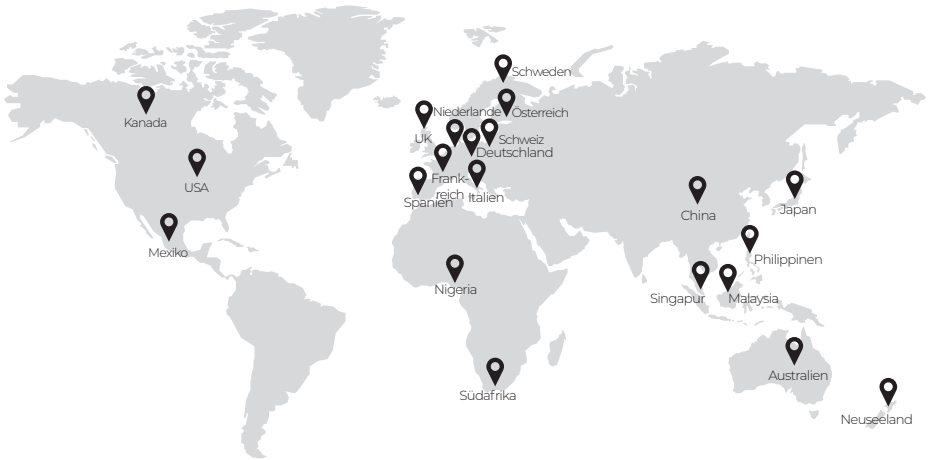 Schweden
Kanada
Niederlande
Österreich
UK
Schweiz
Deutschland
USA
Frank-
reich
Italien
Spanien
China
Japan
Mexiko
Philippinen
Nigeria
Singapur
Malaysia
Australien
Südafrika
Neuseeland